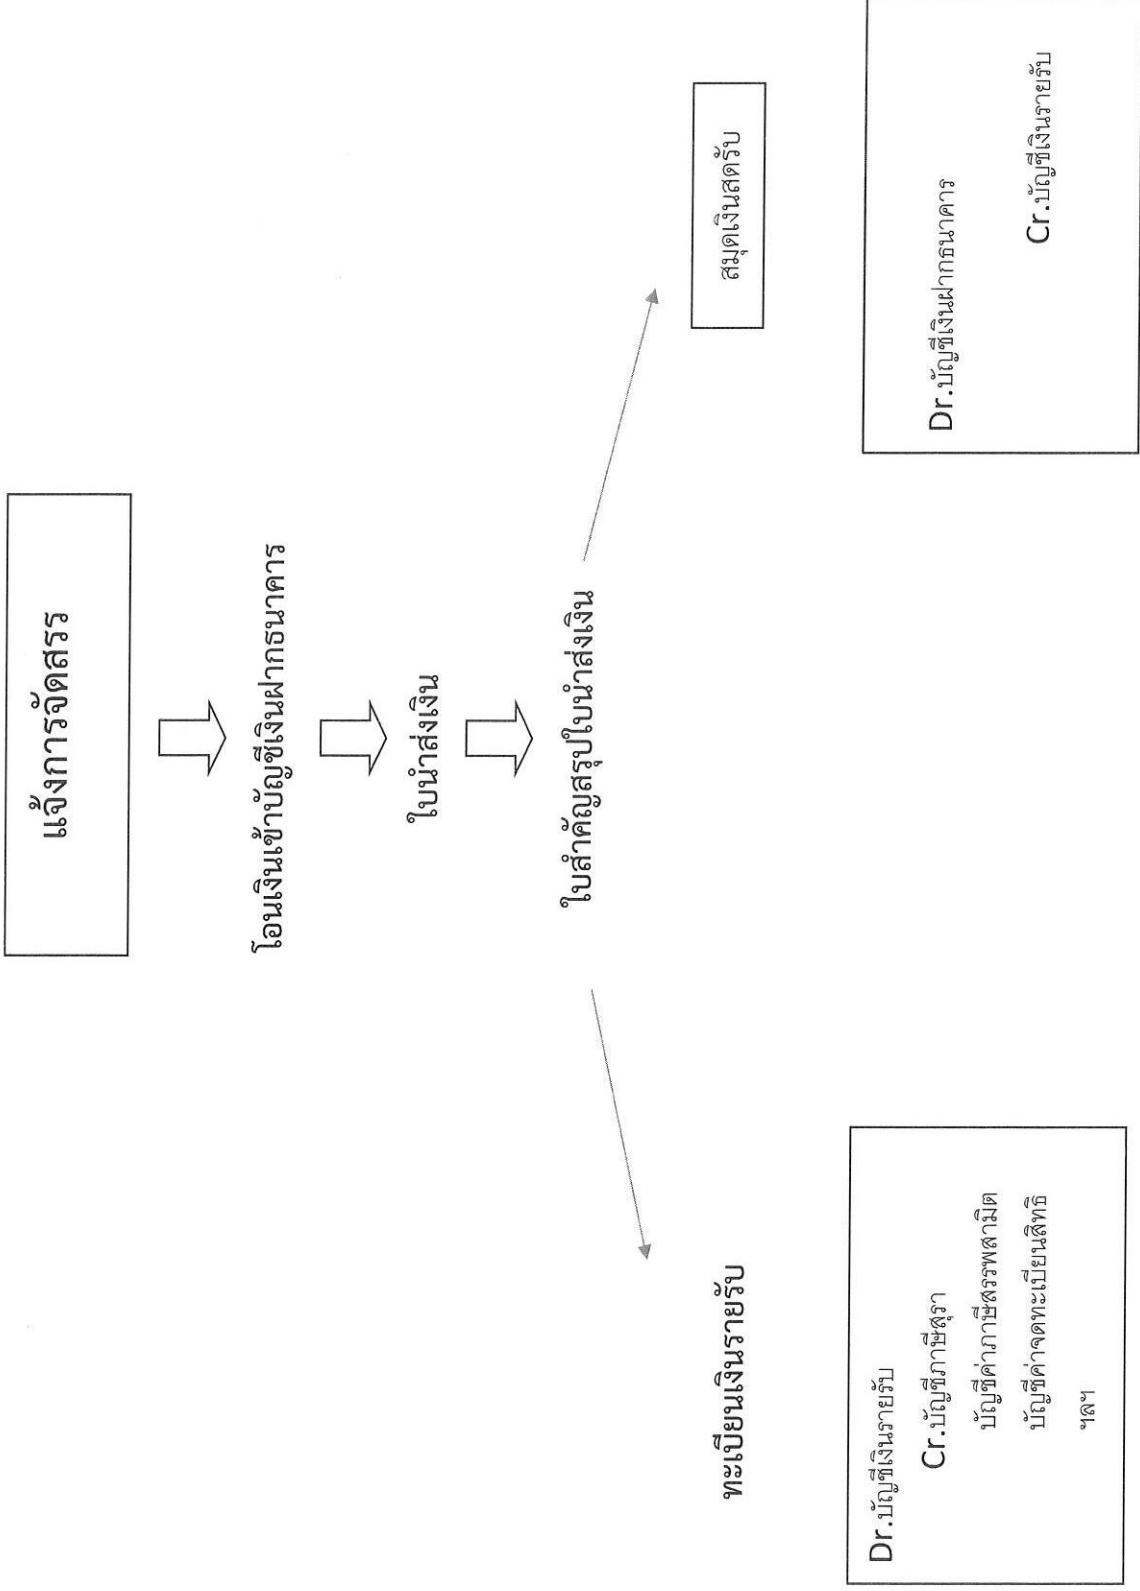 แจ้งการจัดสรร
โอนเงินเข้าบัญชีเงินฝากธนาคาร
ใบนำส่งเงิน
ใบสำคัญสรุปใบนำส่งเงิน
ทะเบียนเงินรายรับ
สมุดเงินสดรับ
Dr.บัญชีเงินรายรับ
Cr.บัญชีภาษีสุรา
บัญชีค่าภาษีสรรพสามิต
บัญชีค่าจดทะเบียนสิทธิ
ฯลฯ
Dr.บัญชีเงินฝากธนาคาร
Cr.บัญชีเงินรายรับ